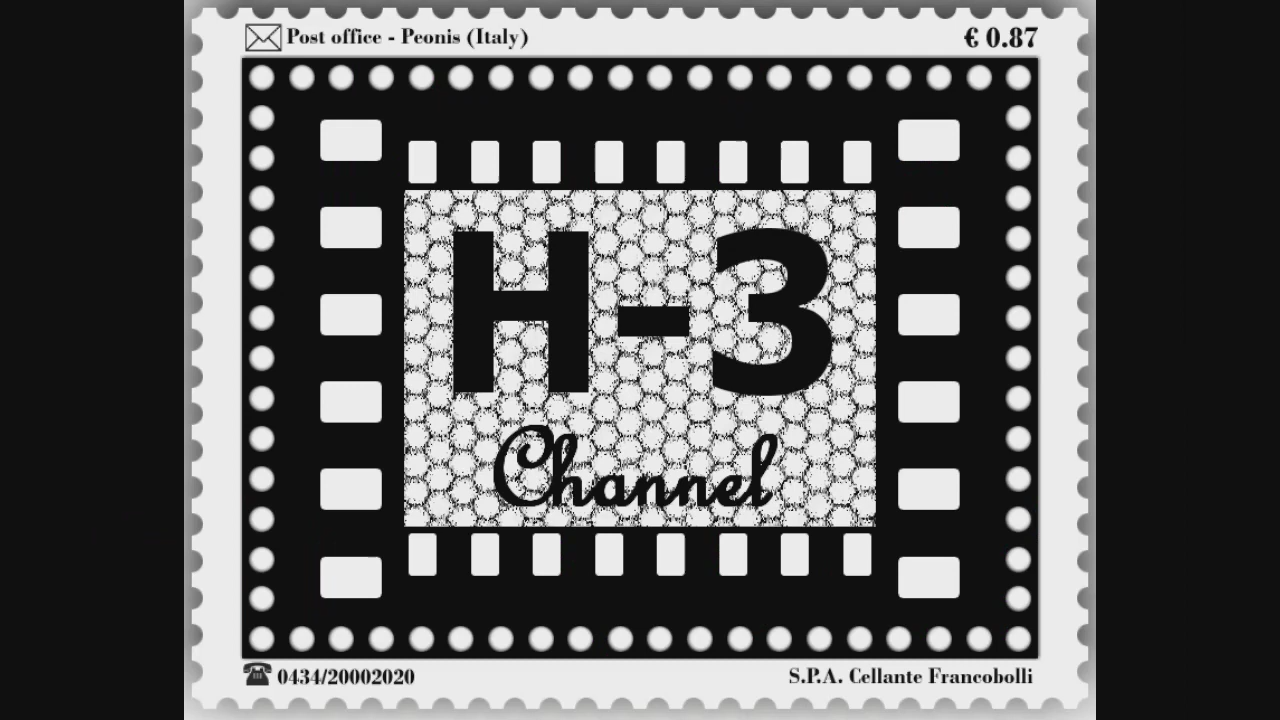 Post office - Peonis (Italy)
€ 0.87
H-3
Channel
0434/20002020
S.P.A. Cellante Francobolli